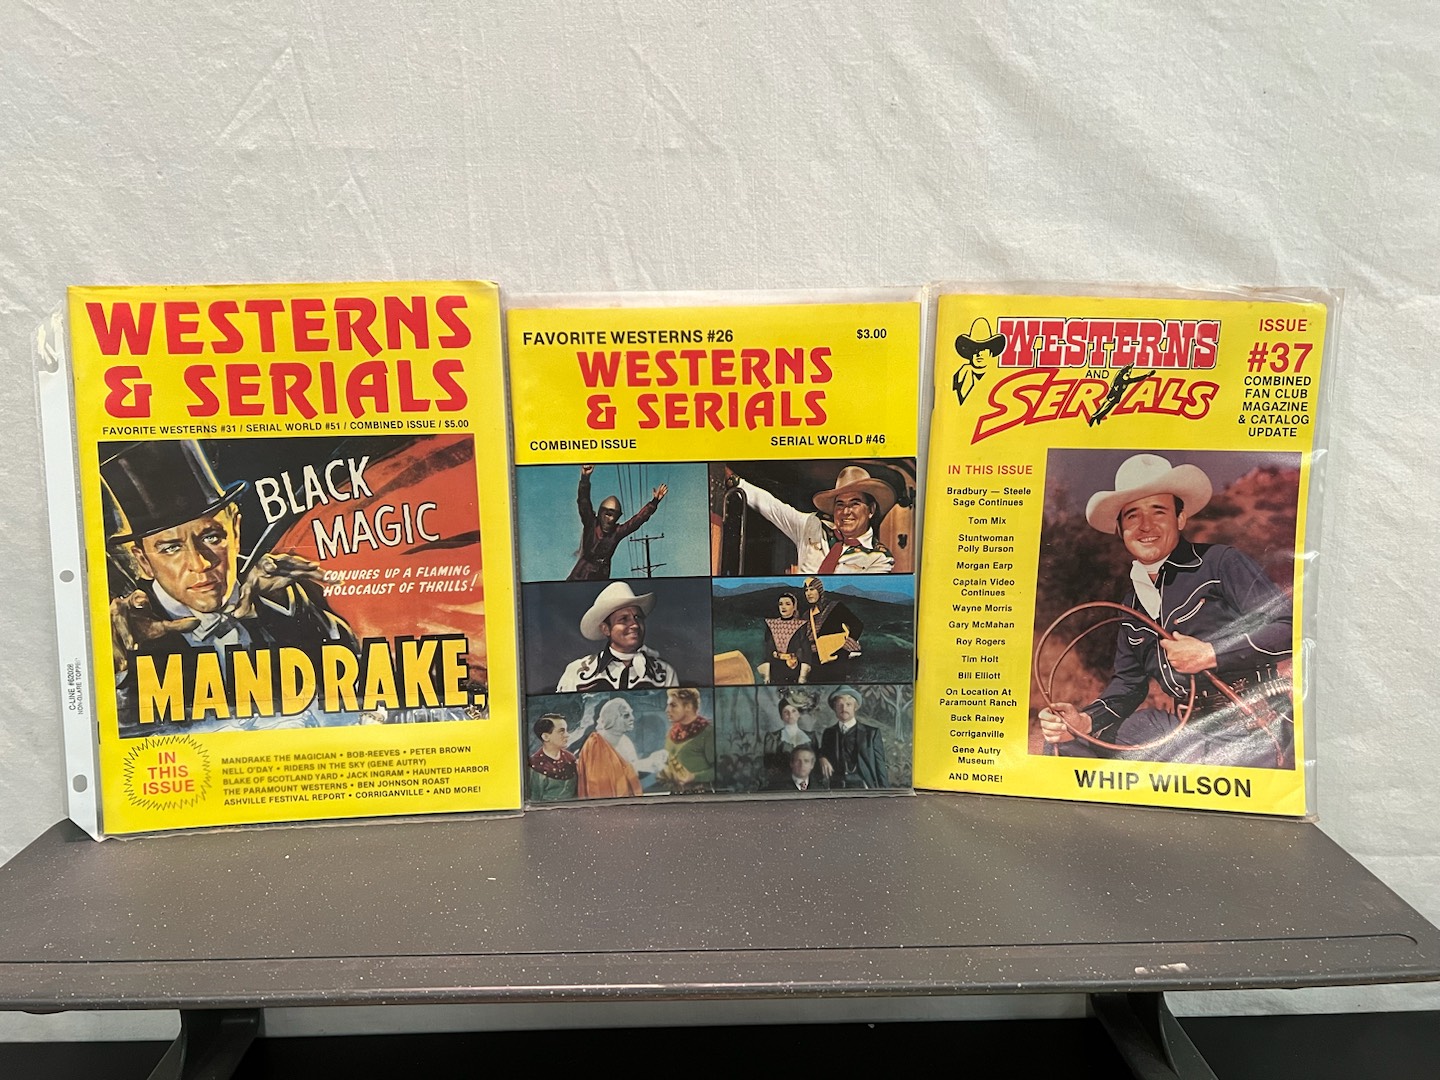 WESTERNS
& SERIALS
FAVORITE WESTERNS #31 / SERIAL WORLD #51 / COMBINED ISSUE / $5.00
BLACK
MAGIC
CONJURES UP A FLAMING
HOLOCAUST OF THRILLS!
MANDRAKE,
IN
THIS
ISSUE
MANDRAKE THE MAGICIAN • BOB-REEVES • PETER BROWN
NELL O'DAY • RIDERS IN THE SKY (GENE AUTRY)
BLAKE OF SCOTLAND YARD • JACK INGRAM • HAUNTED HARBOR
THE PARAMOUNT WESTERNS • BEN JOHNSON ROAST
ASHVILLE FESTIVAL REPORT • CORRIGANVILLE • AND MORE!
C-LINE #62028
FAVORITE WESTERNS #26
$3.00
WESTERNS
& SERIALS
COMBINED ISSUE
SERIAL WORLD #46
WESTERNS
AND
SERIALS
ISSUE
#37
COMBINED
FAN CLUB
MAGAZINE
& CATALOG
UPDATE
IN THIS ISSUE
Bradbury — Steele
Sage Continues
Tom Mix
Stuntwoman
Polly Burson
Morgan Earp
Captain Video
Continues
Wayne Morris
Gary McMahan
Roy Rogers
Tim Holt
Bill Elliott
On Location At
Paramount Ranch
Buck Rainey
Corriganville
Gene Autry
Museum
AND MORE!
WHIP WILSON